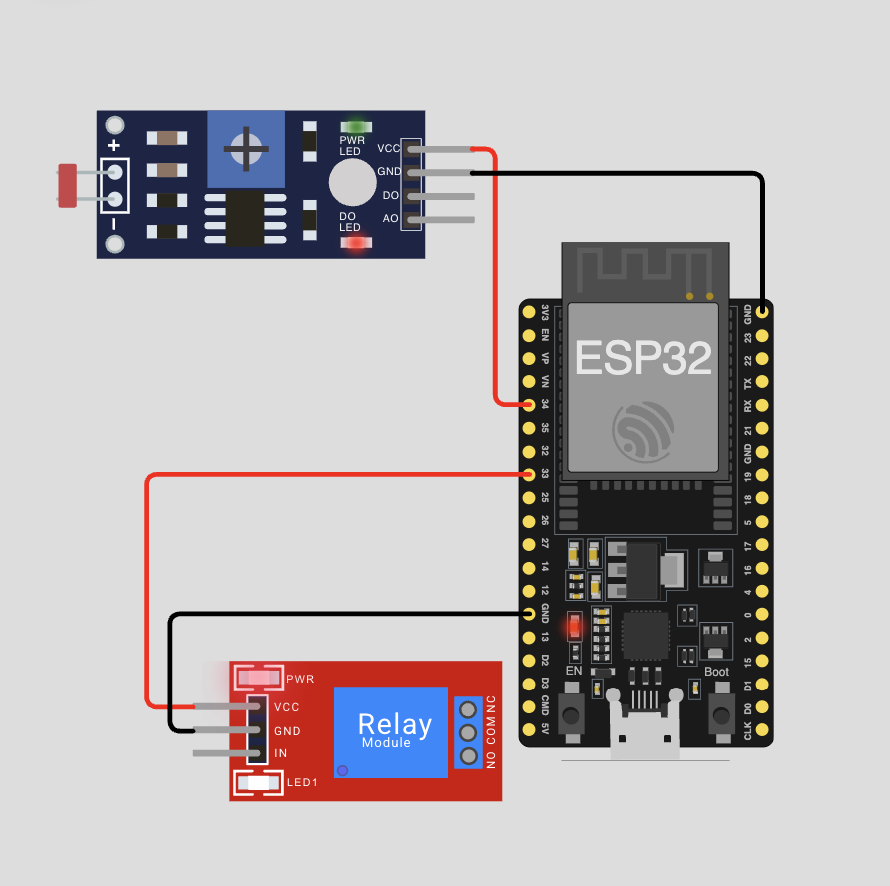 +
PWR
LED
VCC
GND
DO
AO
DO
LED
−
ESP32
3V3
EN
VP
VN
34
35
32
33
25
26
27
14
12
GND
13
D2
D3
CMD
5V
GND
23
22
TX
RX
21
GND
19
18
5
17
16
4
0
2
15
D1
D0
CLK
EN
Boot
PWR
VCC
GND
IN
LED1
Relay
Module
NO COM NC